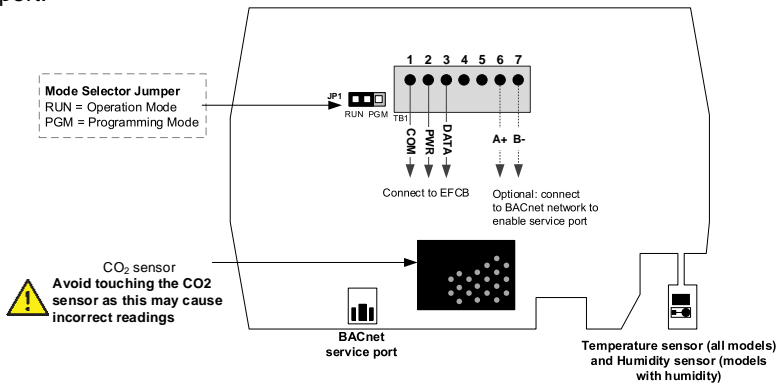 port.
1 2 3 4 5 6 7
Mode Selector Jumper
RUN = Operation Mode
PGM = Programming Mode
JP1
RUN PGM
TB1
COM
PWR
DATA
A+ B-
Connect to EFCB
Optional: connect
to BACnet network to
enable service port
CO2 sensor
Avoid touching the CO2
sensor as this may cause
incorrect readings
BACnet
service port
Temperature sensor (all models)
and Humidity sensor (models
with humidity)